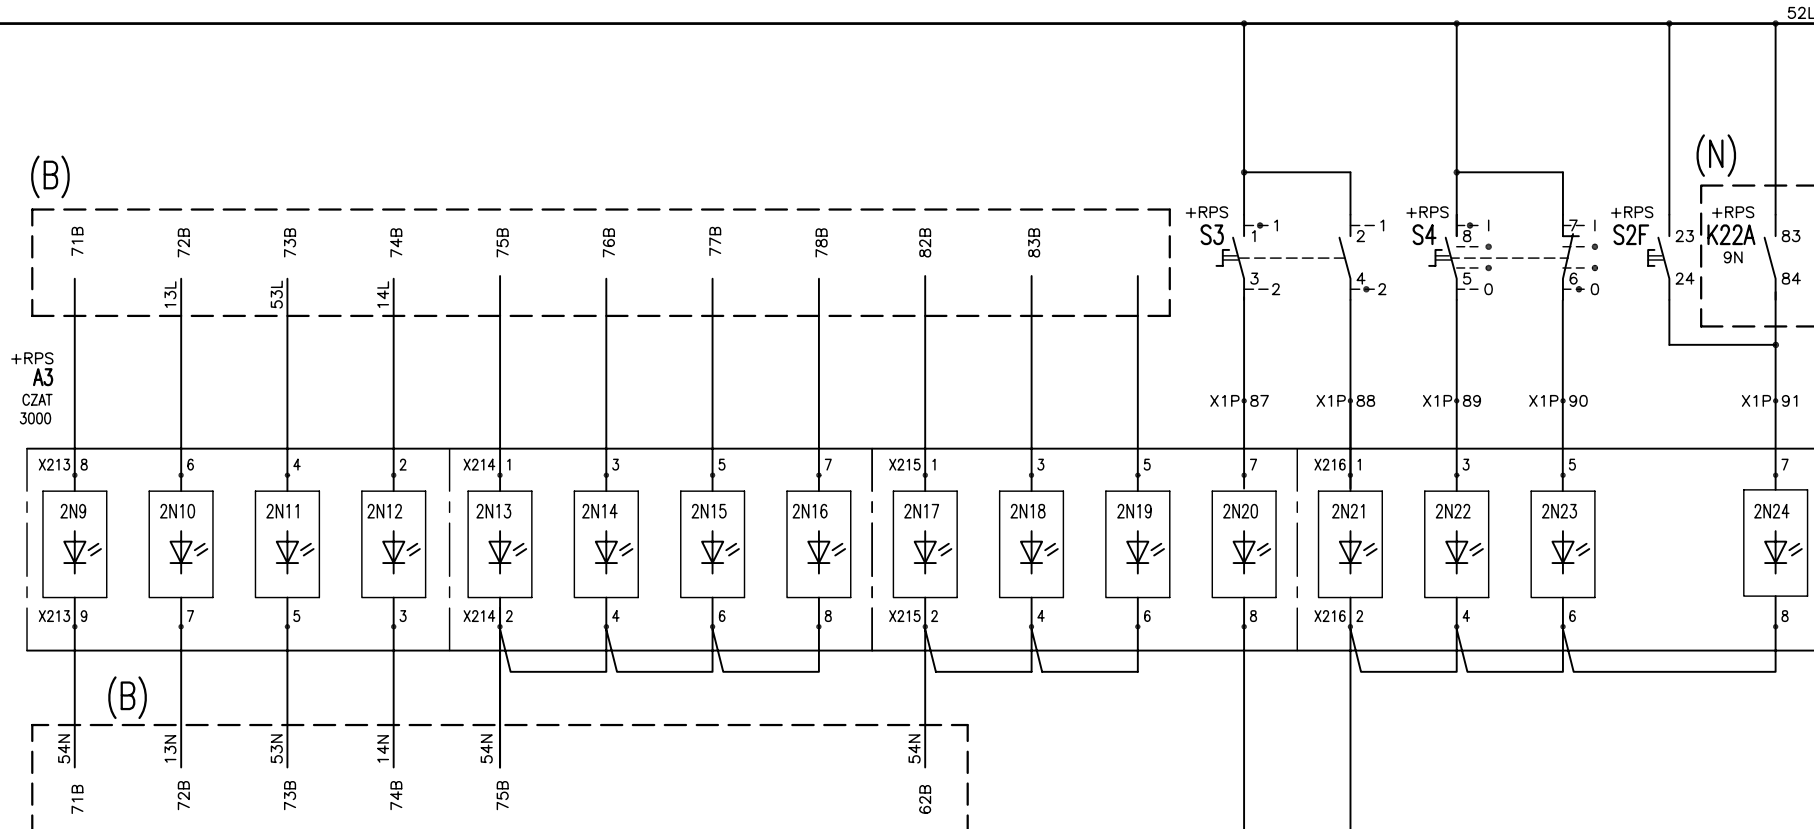 52L
(B)
(N)
71B 72B 73B 74B 75B 76B 77B 78B 82B 83B
13L 53L 14L
+RPS
S3
1 1
3 2
2 1
4 2
+RPS
S4
8 I
5 0
7 I
6 0
+RPS
S2F
23
24
+RPS
K22A
9N
83
84
+RPS
A3
CZAT
3000
X1P 87 X1P 88 X1P 89 X1P 90 X1P 91
X213 8 6 4 2 X214 1 3 5 7 X215 1 3 5 7 X216 1 3 5 7
2N9 2N10 2N11 2N12 2N13 2N14 2N15 2N16 2N17 2N18 2N19 2N20 2N21 2N22 2N23 2N24
X213 9 7 5 3 X214 2 4 6 8 X215 2 4 6 8 X216 2 4 6 8
(B)
54N 13N 53N 14N 54N 54N
71B 72B 73B 74B 75B 62B